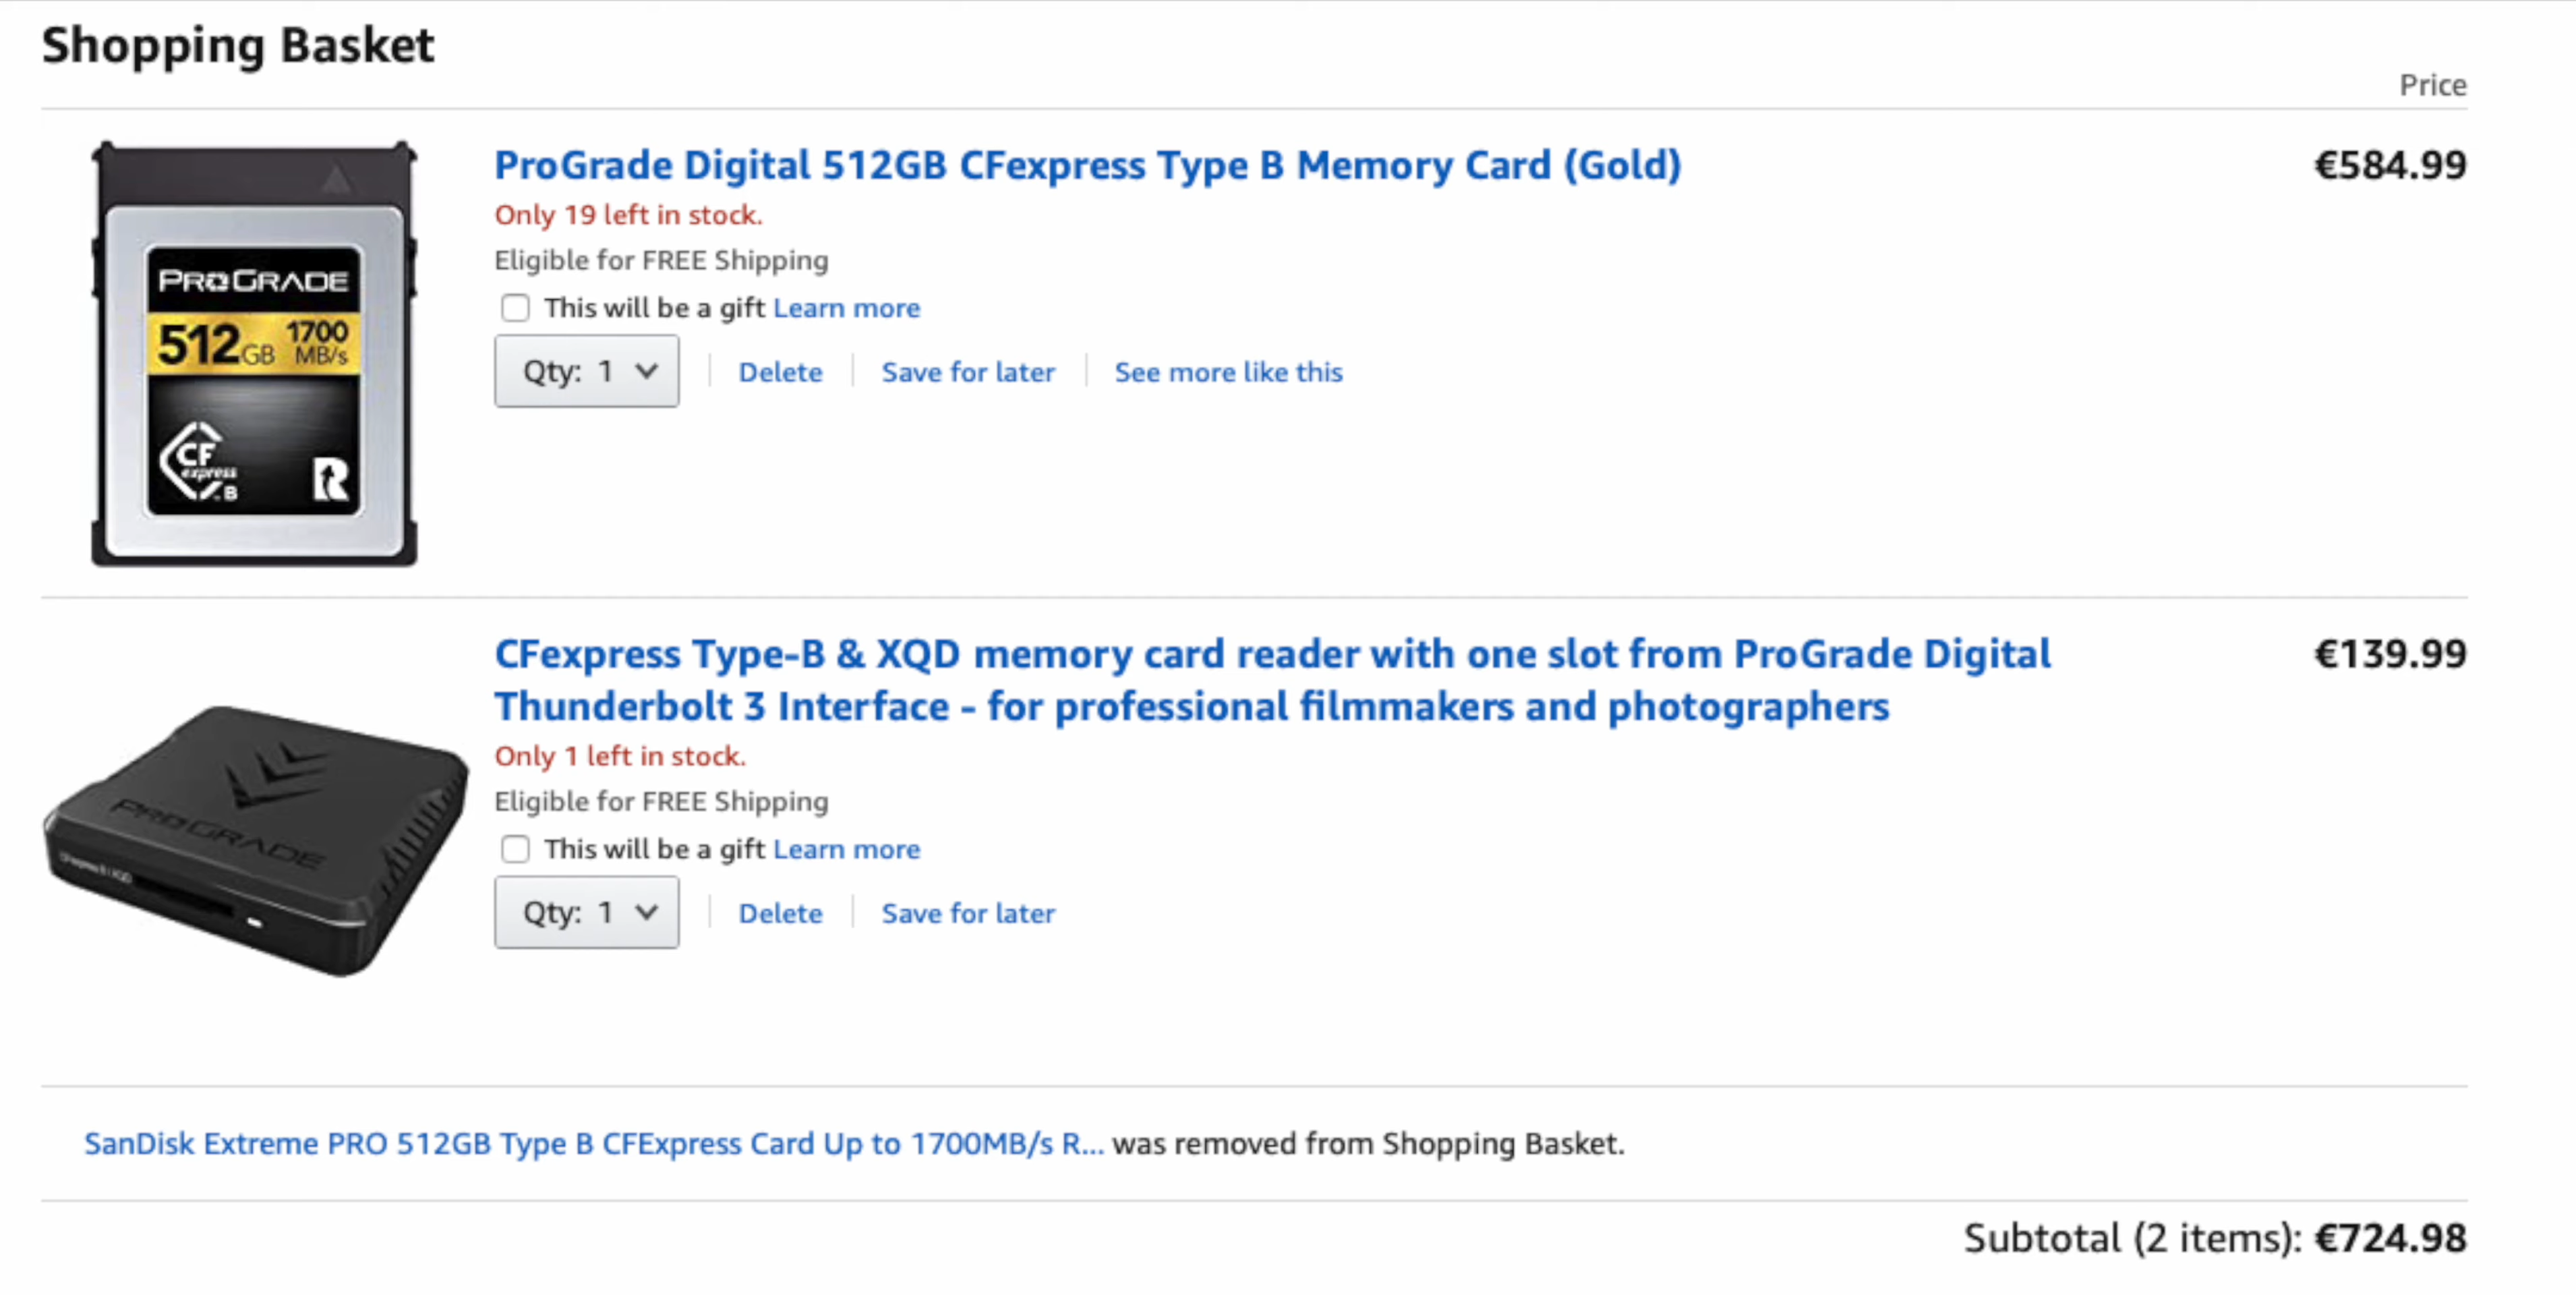 Shopping Basket
Price
ProGrade Digital 512GB CFexpress Type B Memory Card (Gold)
€584.99
Only 19 left in stock.
Eligible for FREE Shipping
This will be a gift Learn more
Qty: 1
Delete
Save for later
See more like this
PROGRADE
512GB 1700 MB/s
CF
express
B
R
CFexpress Type-B & XQD memory card reader with one slot from ProGrade Digital
Thunderbolt 3 Interface - for professional filmmakers and photographers
€139.99
Only 1 left in stock.
Eligible for FREE Shipping
This will be a gift Learn more
Qty: 1
Delete
Save for later
PROGRADE
SanDisk Extreme PRO 512GB Type B CFExpress Card Up to 1700MB/s R... was removed from Shopping Basket.
Subtotal (2 items): €724.98